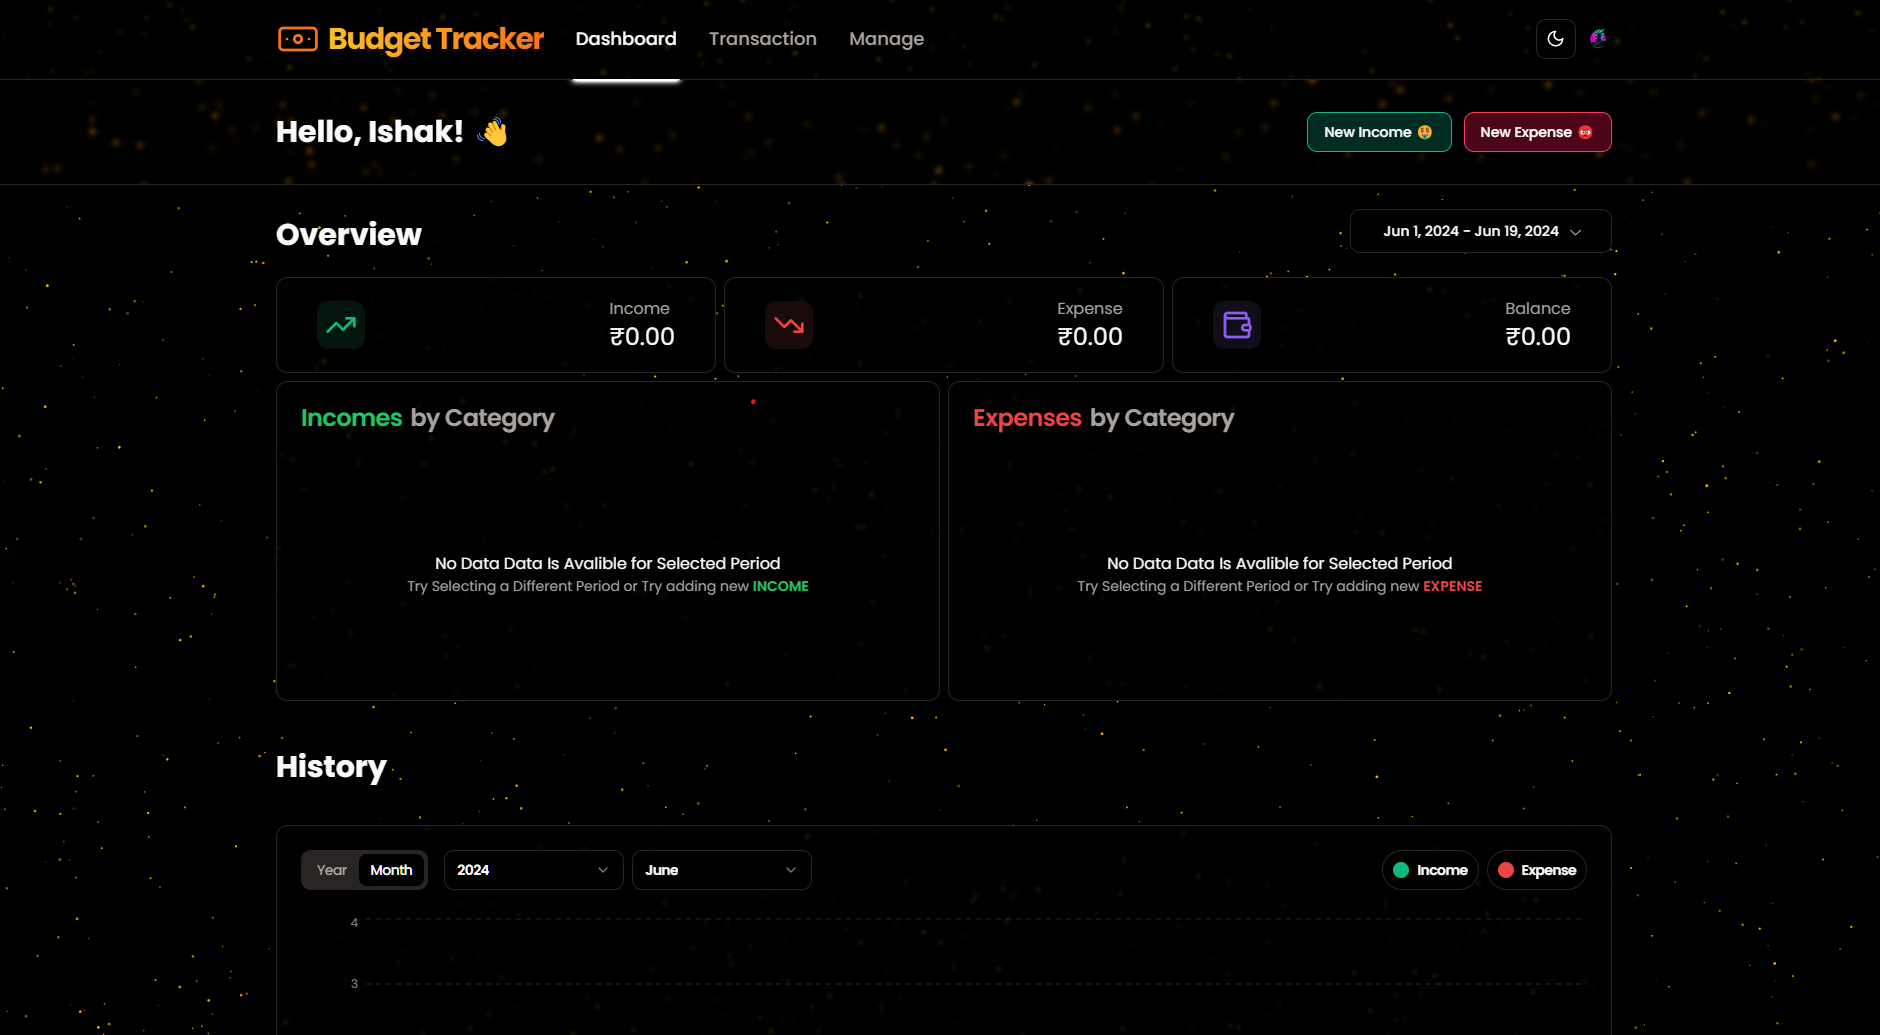 Budget Tracker Dashboard Transaction Manage
Hello, Ishak! 👋
New Income 🤑 New Expense 😡
Overview
Jun 1, 2024 - Jun 19, 2024
Income
₹0.00
Expense
₹0.00
Balance
₹0.00
Incomes by Category
No Data Data Is Avalible for Selected Period
Try Selecting a Different Period or Try adding new INCOME
Expenses by Category
No Data Data Is Avalible for Selected Period
Try Selecting a Different Period or Try adding new EXPENSE
History
Year Month 2024 June Income Expense
4
3